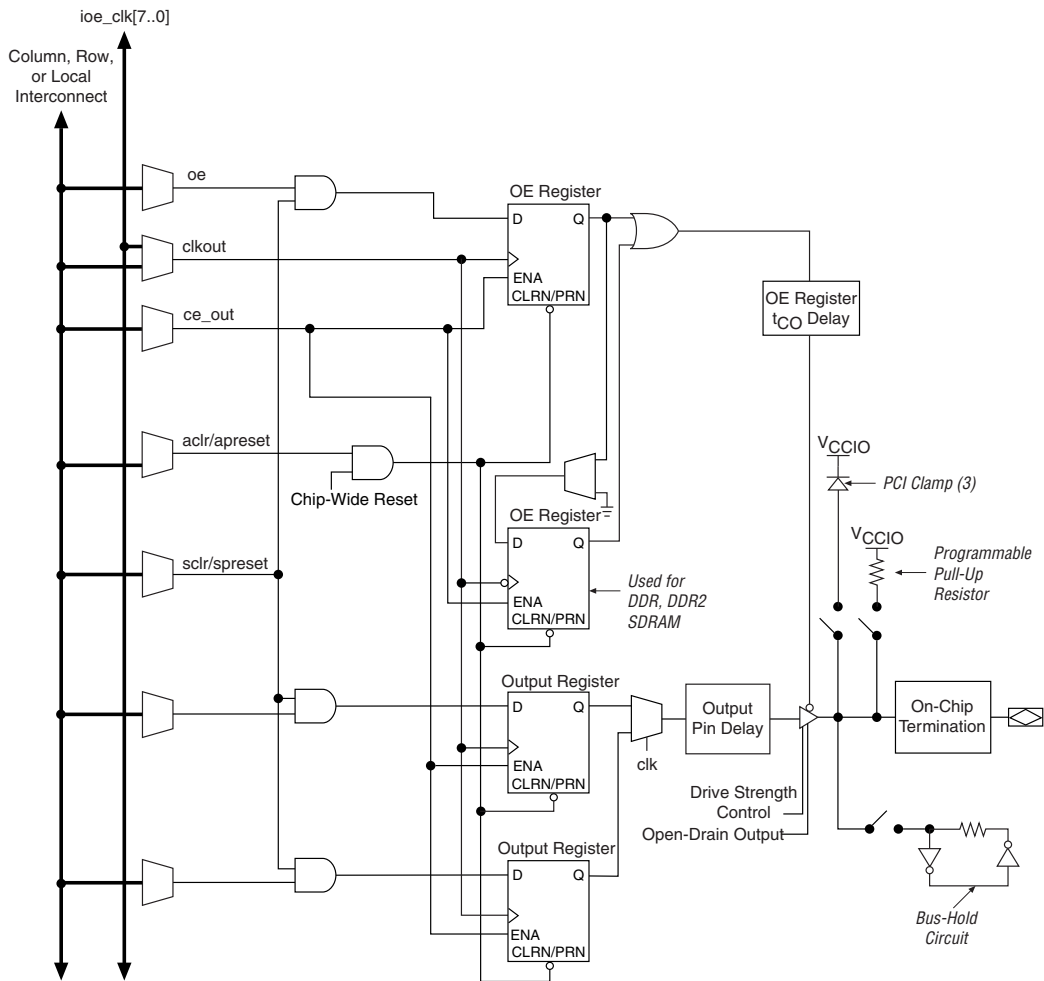 ioe_clk[7..0]
Column, Row,
or Local
Interconnect
oe
OE Register
D Q
ENA
CLRN/PRN
clkout
ce_out
OE Register
tCO Delay
aclr/apreset
Chip-Wide Reset
VCCIO
PCI Clamp (3)
OE Register
D Q
ENA
CLRN/PRN
Used for
DDR, DDR2
SDRAM
VCCIO
Programmable
Pull-Up
Resistor
sclr/spreset
Output Register
D Q
ENA
CLRN/PRN
clk
Output
Pin Delay
On-Chip
Termination
Drive Strength
Control
Open-Drain Output
Output Register
D Q
ENA
CLRN/PRN
Bus-Hold
Circuit